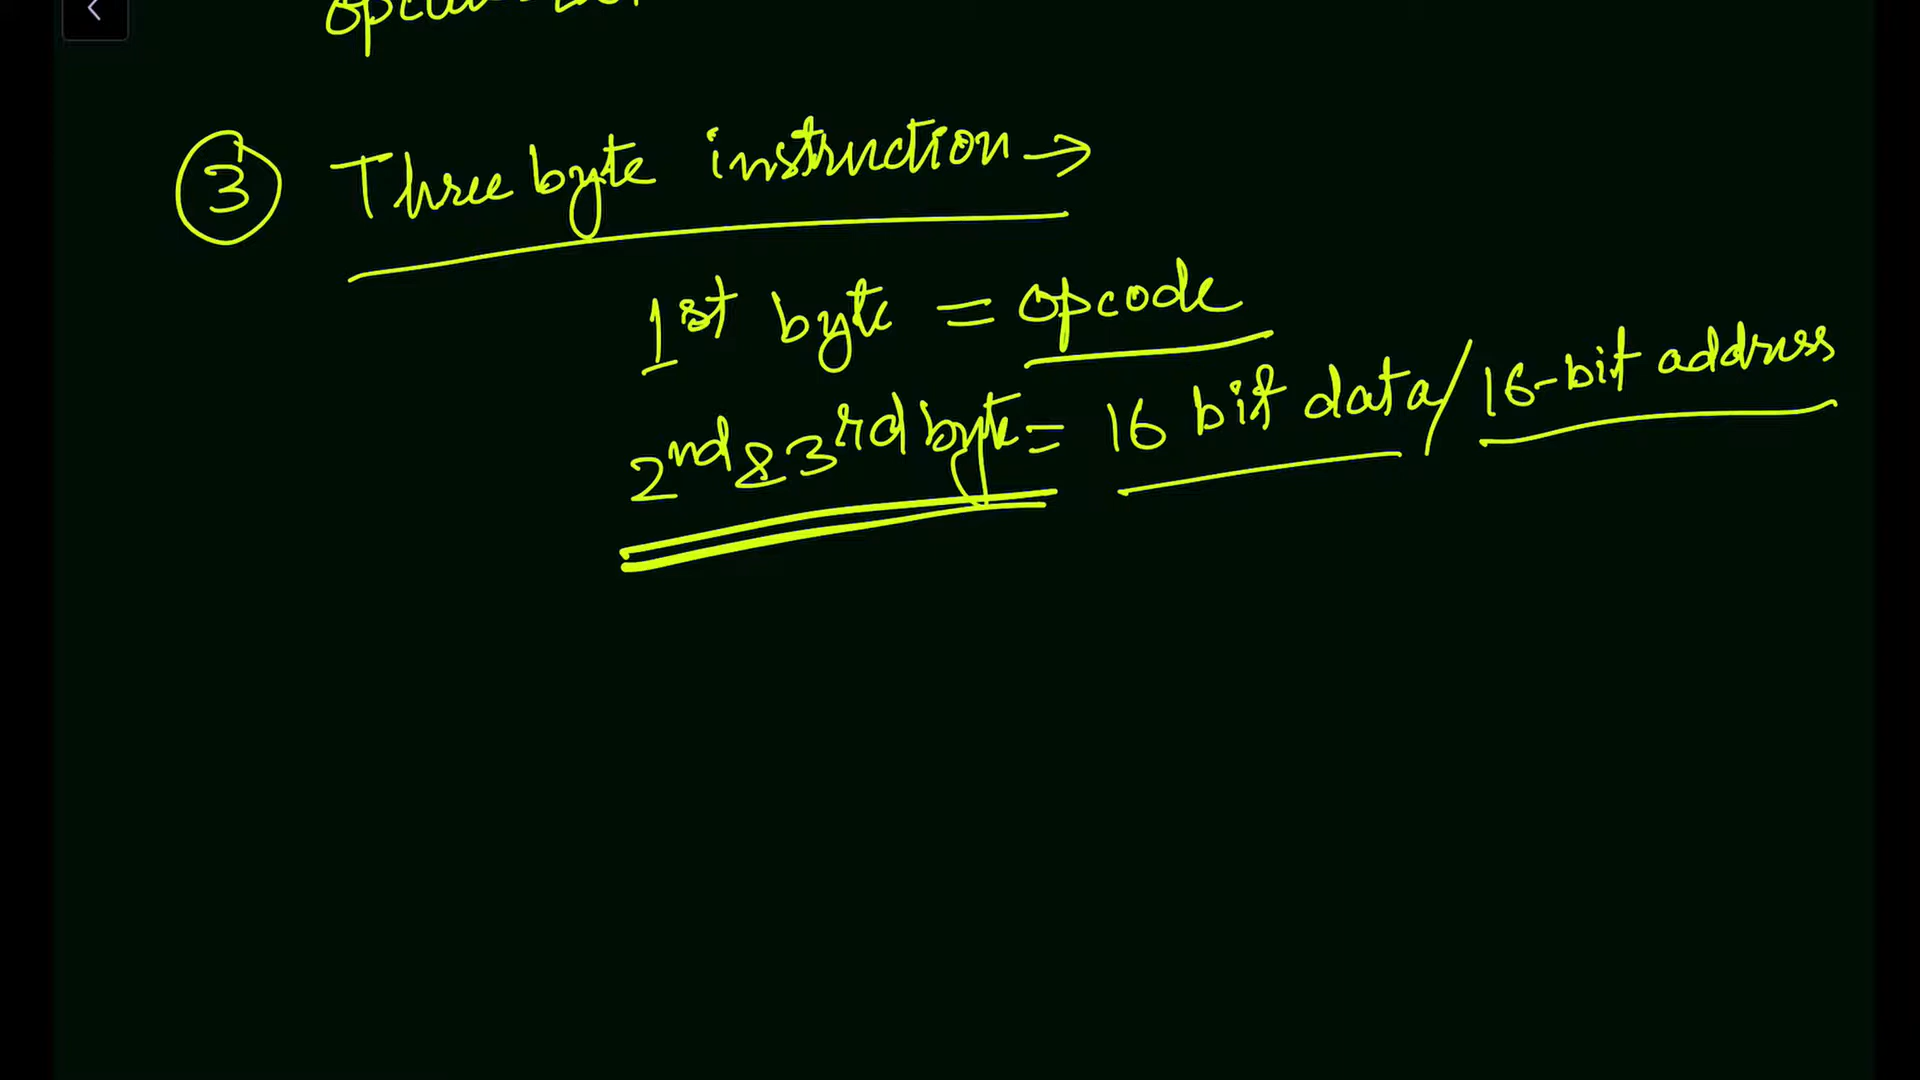 ③ Three byte instruction →
1st byte = opcode
2nd & 3rd byte = 16 bit data / 16-bit address